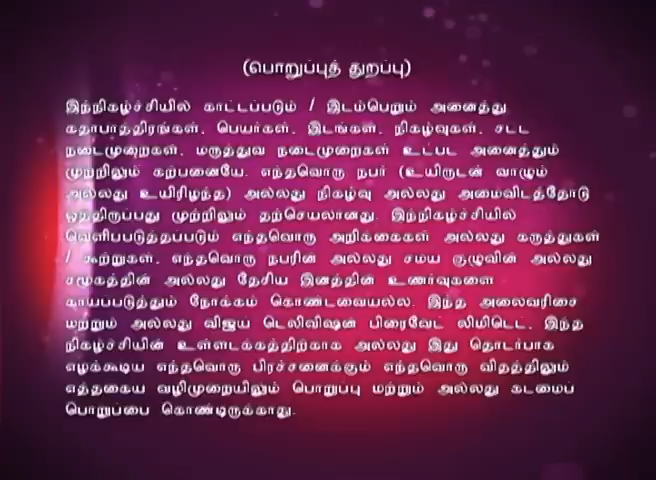 (பொறுப்புத் துறப்பு)
இந்நிகழ்ச்சியில் காட்டப்படும் / இடம்பெறும் அனைத்து
கதாபாத்திரங்கள், பெயர்கள், இடங்கள், நிகழ்வுகள், சட்ட
நடைமுறைகள், மருத்துவ நடைமுறைகள் உட்பட அனைத்தும்
முற்றிலும் கற்பனையே. எந்தவொரு நபர் (உயிருடன் வாழும்
அல்லது உயிரிழந்த) அல்லது நிகழ்வு அல்லது அமைவிடத்தோடு
ஒத்திருப்பது முற்றிலும் தற்செயலானது. இந்நிகழ்ச்சியில்
வெளிப்படுத்தப்படும் எந்தவொரு அறிக்கைகள் அல்லது கருத்துகள்
/ கூற்றுகள், எந்தவொரு நபரின் அல்லது சமய குழுவின் அல்லது
சமூகத்தின் அல்லது தேசிய இனத்தின் உணர்வுகளை
காயப்படுத்தும் நோக்கம் கொண்டவையல்ல. இந்த அலைவரிசை
மற்றும் அல்லது விஜய் டெலிவிஷன் பிரைவேட் லிமிடெட், இந்த
நிகழ்ச்சியின் உள்ளடக்கத்திற்காக அல்லது இது தொடர்பாக
எழக்கூடிய எந்தவொரு பிரச்சனைக்கும் எந்தவொரு விதத்திலும்
எத்தகைய வழிமுறையிலும் பொறுப்பு மற்றும் அல்லது கடமைப்
பொறுப்பை கொண்டிருக்காது.